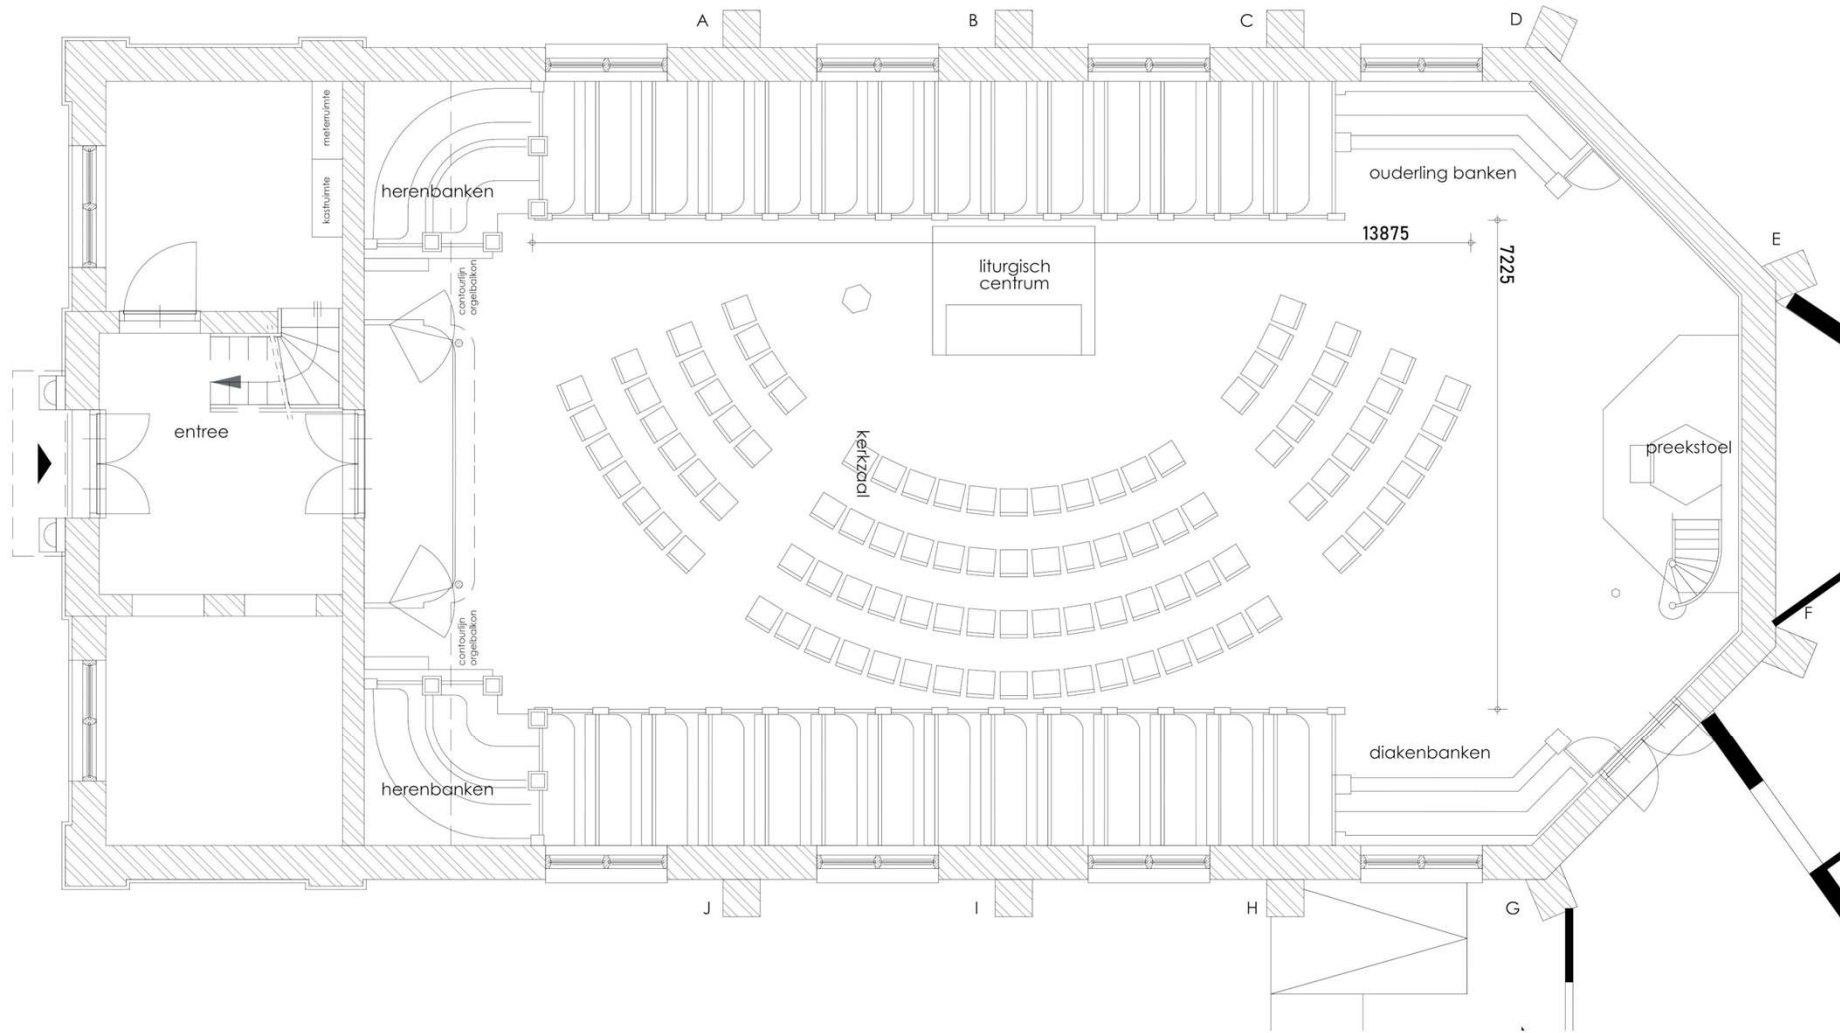 A
B
C
D
meterruimte
kastruimte
herenbanken
ouderling banken
13875
7225
E
contourlijn
orgelbalkon
liturgisch
centrum
entree
kerkzaal
preekstoel
F
contourlijn
orgelbalkon
herenbanken
diakenbanken
J
I
H
G